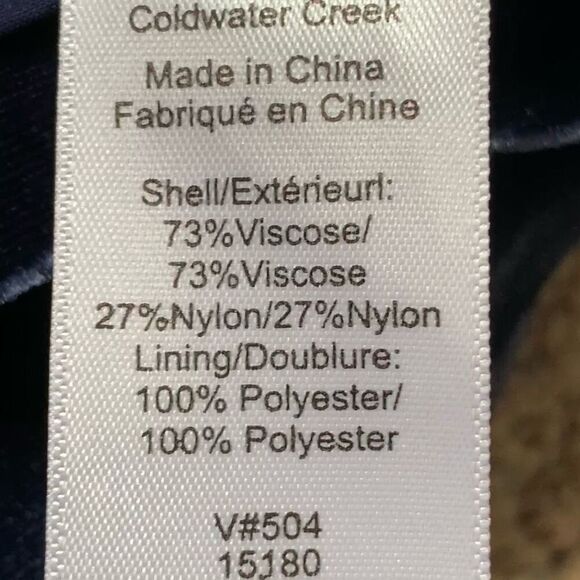 Coldwater Creek
Made in China
Fabriqué en Chine
Shell/Extérieurl:
73%Viscose/
73%Viscose
27%Nylon/27%Nylon
Lining/Doublure:
100% Polyester/
100% Polyester
V#504
15180